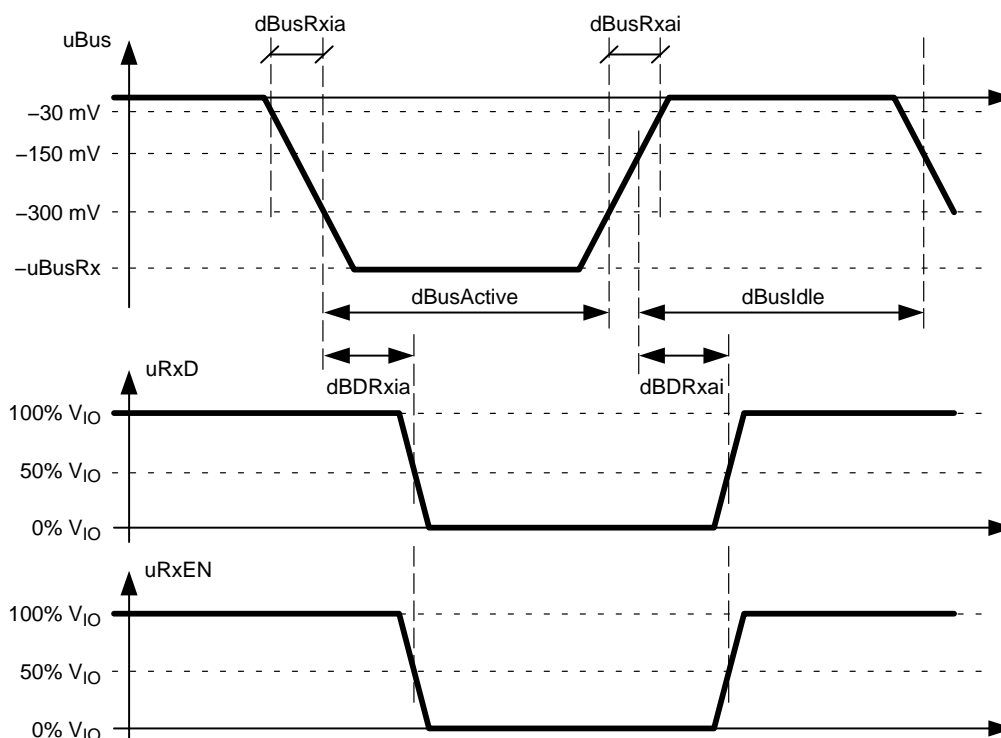 dBusRxia
dBusRxai
uBus
–30 mV
–150 mV
–300 mV
–uBusRx
dBusActive
dBusIdle
uRxD
dBDRxia
dBDRxai
100% VIO
50% VIO
0% VIO
uRxEN
100% VIO
50% VIO
0% VIO